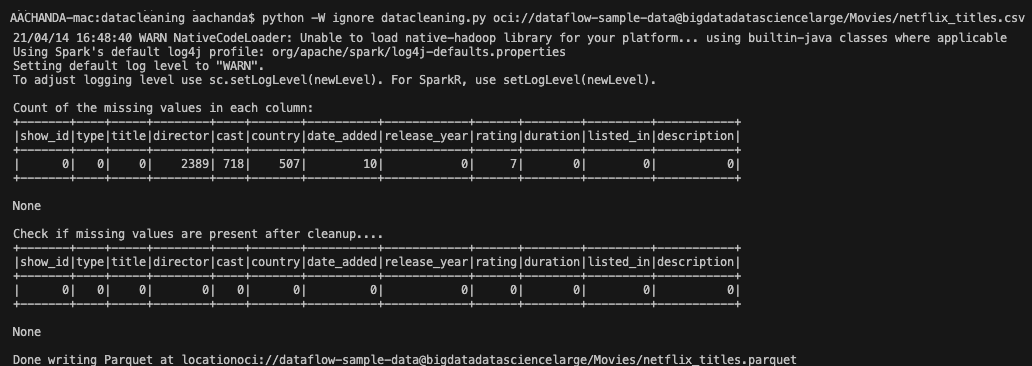 AACHANDA-mac:datacleaning aachanda$ python -W ignore datacleaning.py oci://dataflow-sample-data@bigdatadatasciencelarge/Movies/netflix_titles.csv
21/04/14 16:48:40 WARN NativeCodeLoader: Unable to load native-hadoop library for your platform... using builtin-java classes where applicable
Using Spark's default log4j profile: org/apache/spark/log4j-defaults.properties
Setting default log level to "WARN".
To adjust logging level use sc.setLogLevel(newLevel). For SparkR, use setLogLevel(newLevel).
Count of the missing values in each column:
+-------+----+-----+--------+----+-------+----------+------------+------+--------+---------+-----------+
|show_id|type|title|director|cast|country|date_added|release_year|rating|duration|listed_in|description|
+-------+----+-----+--------+----+-------+----------+------------+------+--------+---------+-----------+
|      0|   0|    0|    2389| 718|    507|        10|           0|     7|       0|        0|          0|
+-------+----+-----+--------+----+-------+----------+------------+------+--------+---------+-----------+
None
Check if missing values are present after cleanup....
+-------+----+-----+--------+----+-------+----------+------------+------+--------+---------+-----------+
|show_id|type|title|director|cast|country|date_added|release_year|rating|duration|listed_in|description|
+-------+----+-----+--------+----+-------+----------+------------+------+--------+---------+-----------+
|      0|   0|    0|       0|   0|      0|         0|           0|     0|       0|        0|          0|
+-------+----+-----+--------+----+-------+----------+------------+------+--------+---------+-----------+
None
Done writing Parquet at locationoci://dataflow-sample-data@bigdatadatasciencelarge/Movies/netflix_titles.parquet